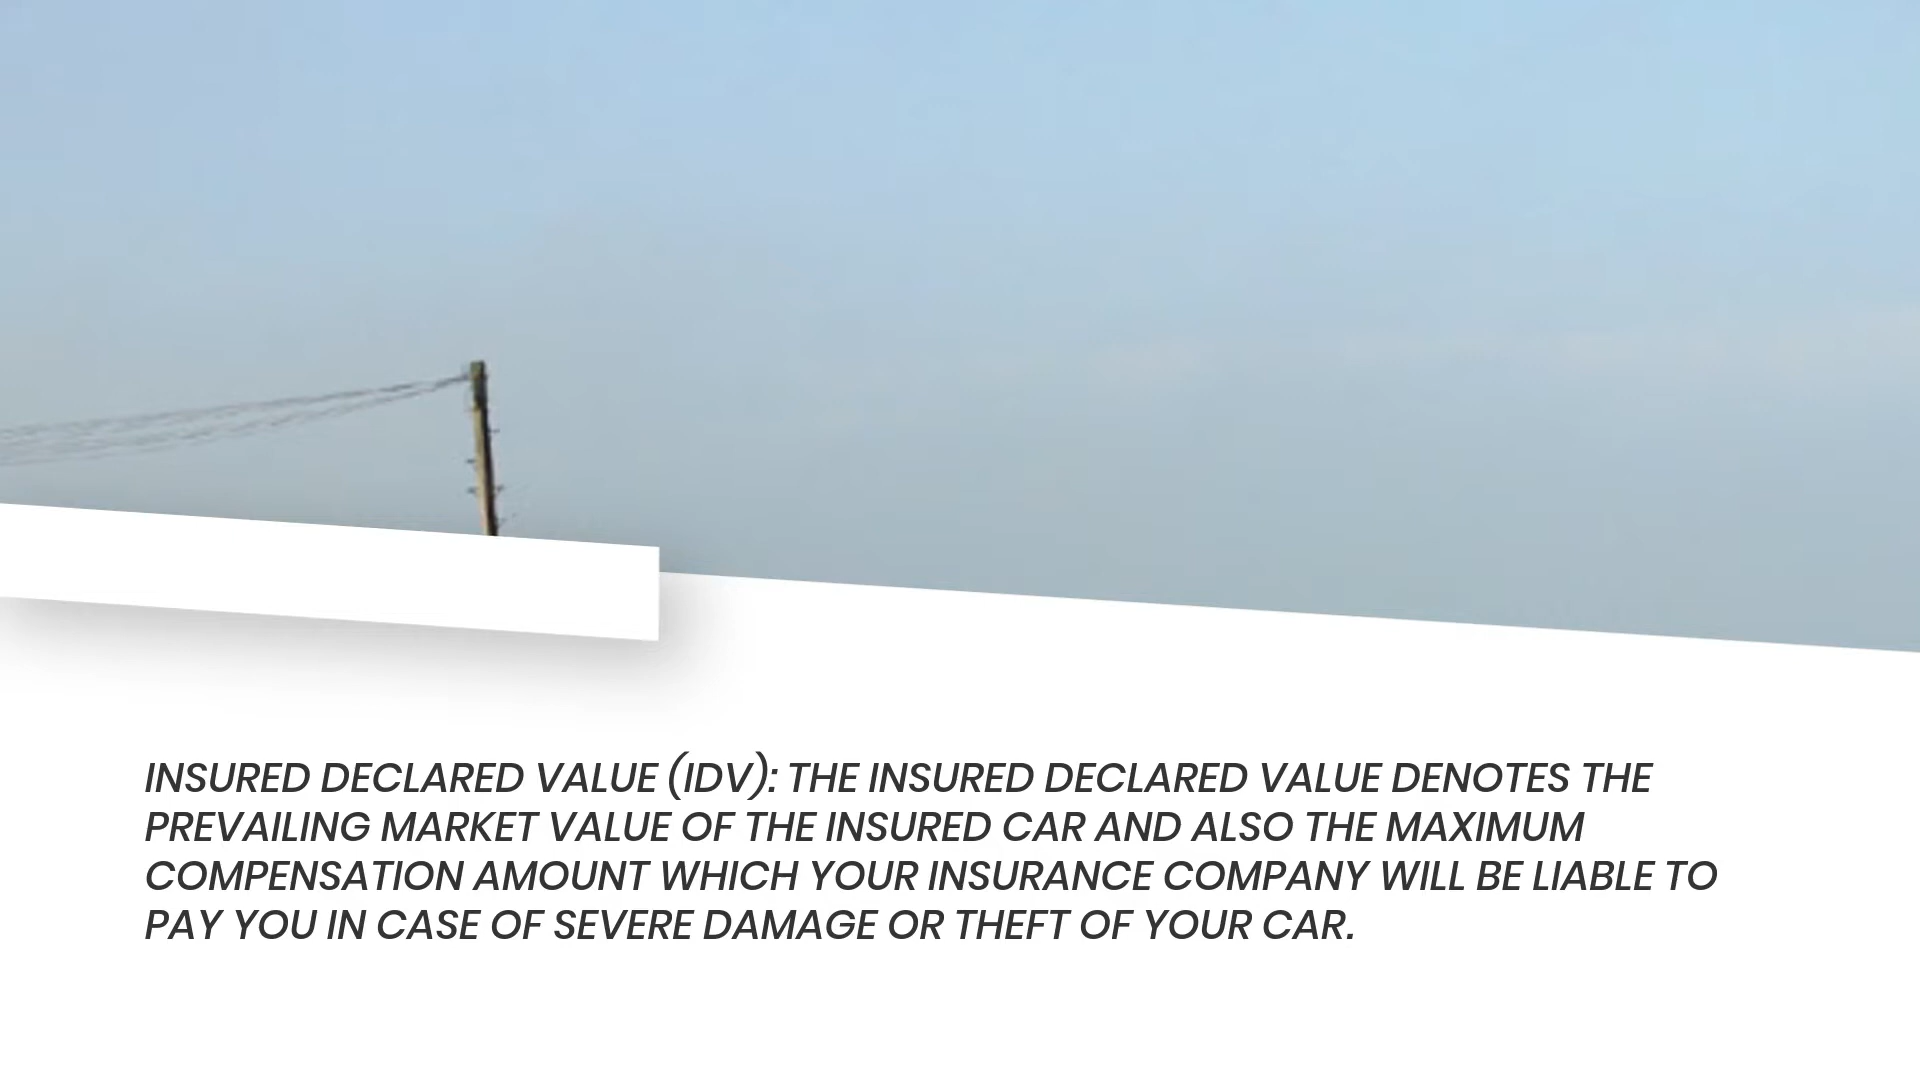 INSURED DECLARED VALUE (IDV): THE INSURED DECLARED VALUE DENOTES THE
PREVAILING MARKET VALUE OF THE INSURED CAR AND ALSO THE MAXIMUM
COMPENSATION AMOUNT WHICH YOUR INSURANCE COMPANY WILL BE LIABLE TO
PAY YOU IN CASE OF SEVERE DAMAGE OR THEFT OF YOUR CAR.